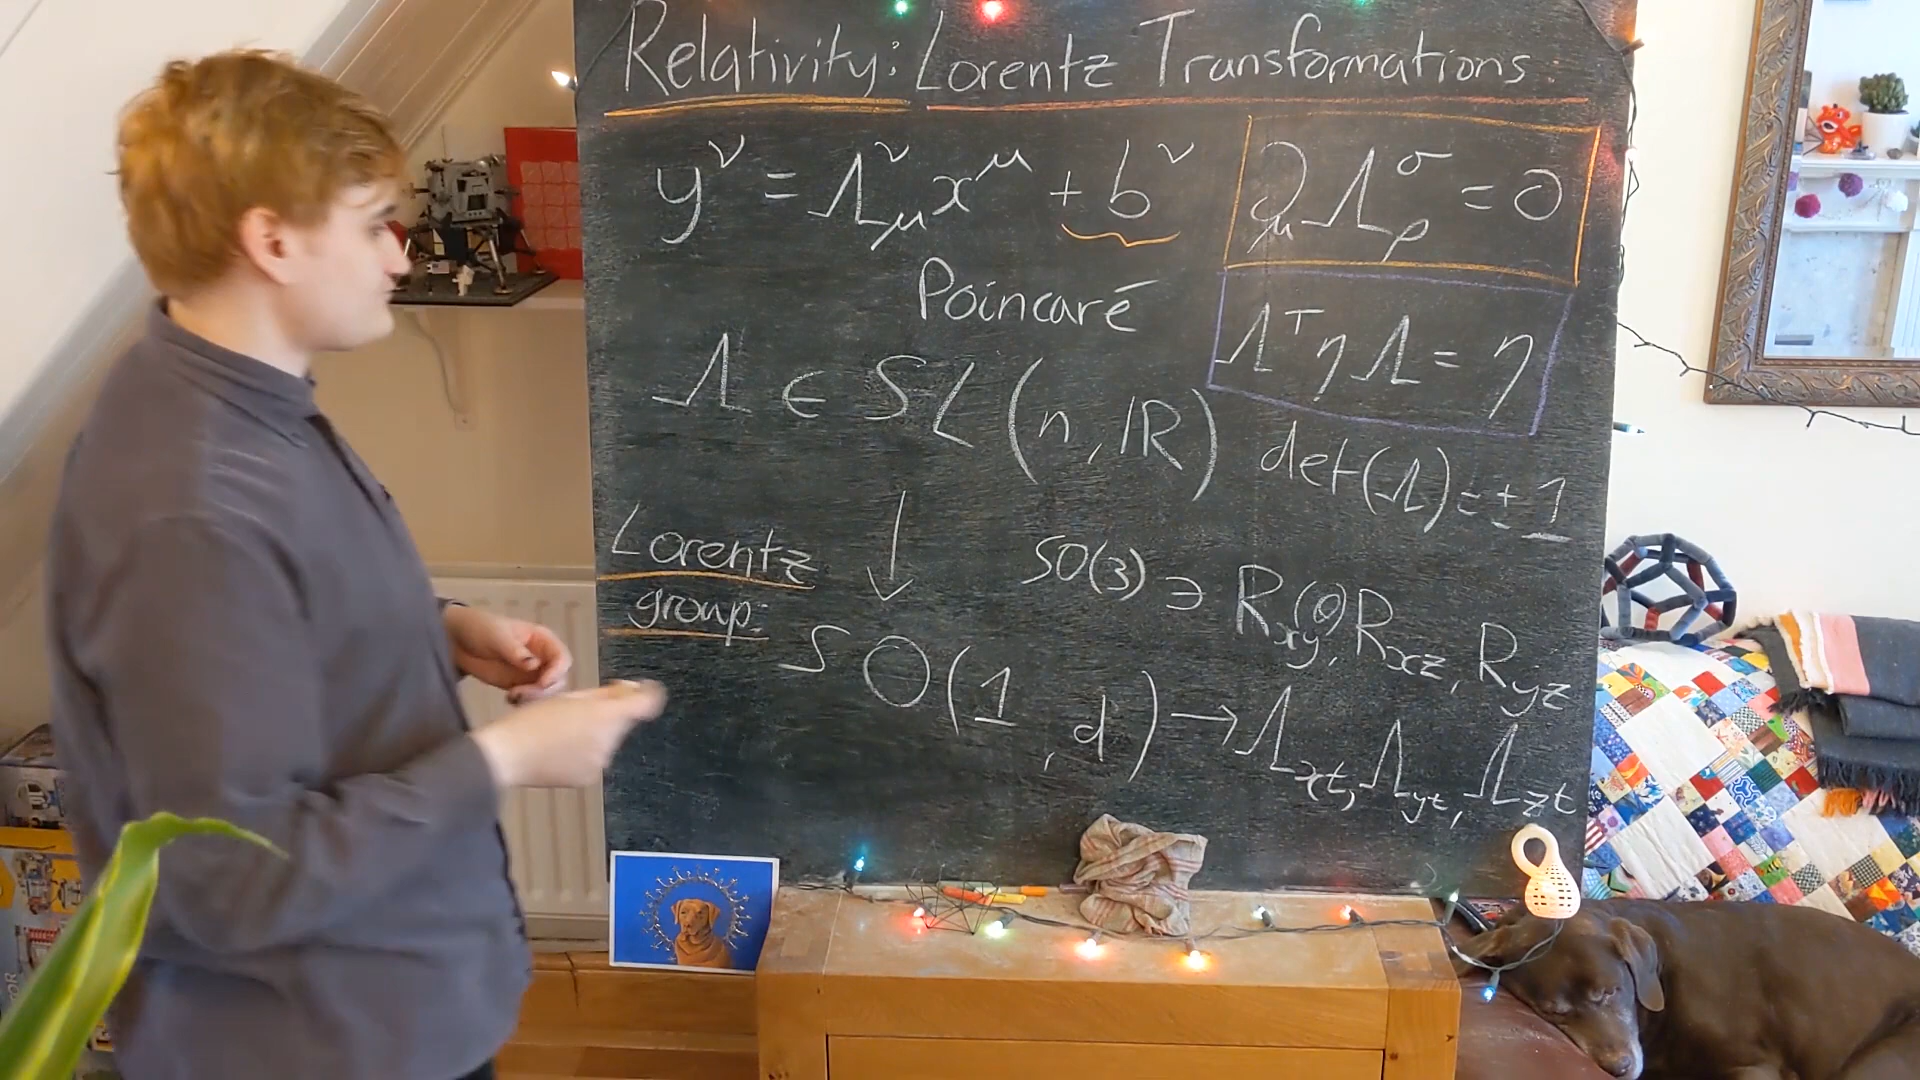 Relativity: Lorentz Transformations
y^ν = Λ^ν_μ x^μ + b^ν
∂_μ Λ^σ_ρ = 0
Poincaré
Λ^T η Λ = η
Λ ∈ SL(n, ℝ)
det(Λ) = ± 1
Lorentz
group:
↓
SO(3) ∋ R_xy(θ), R_xz, R_yz
SO(1, d) → Λ_xt, Λ_yt, Λ_zt